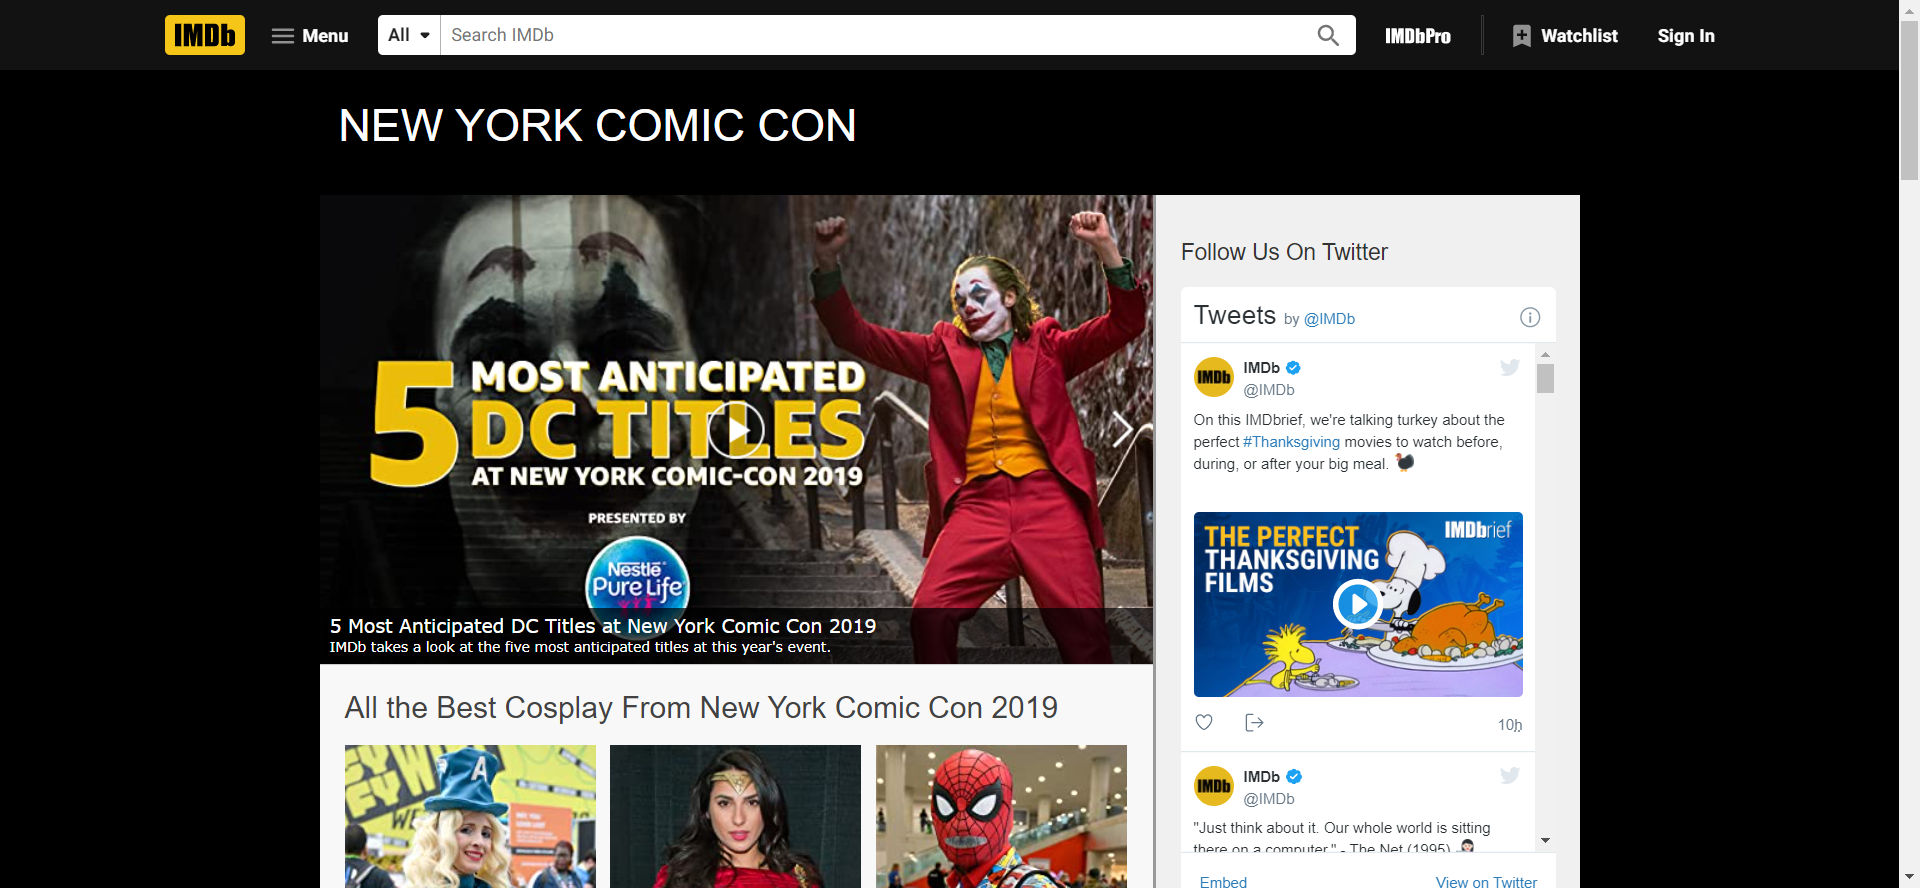 IMDb Menu All Search IMDb IMDbPro Watchlist Sign In
NEW YORK COMIC CON
5 MOST ANTICIPATED
DC TITLES
AT NEW YORK COMIC-CON 2019
PRESENTED BY
Nestlé
Pure Life
5 Most Anticipated DC Titles at New York Comic Con 2019
IMDb takes a look at the five most anticipated titles at this year's event.
All the Best Cosplay From New York Comic Con 2019
A
Follow Us On Twitter
Tweets by @IMDb
IMDb
IMDb
@IMDb
On this IMDbrief, we're talking turkey about the
perfect #Thanksgiving movies to watch before,
during, or after your big meal. 🦃
THE PERFECT
THANKSGIVING
FILMS
IMDbrief
10h
IMDb
IMDb
@IMDb
"Just think about it. Our whole world is sitting
there on a computer." - The Net (1995)
Embed View on Twitter